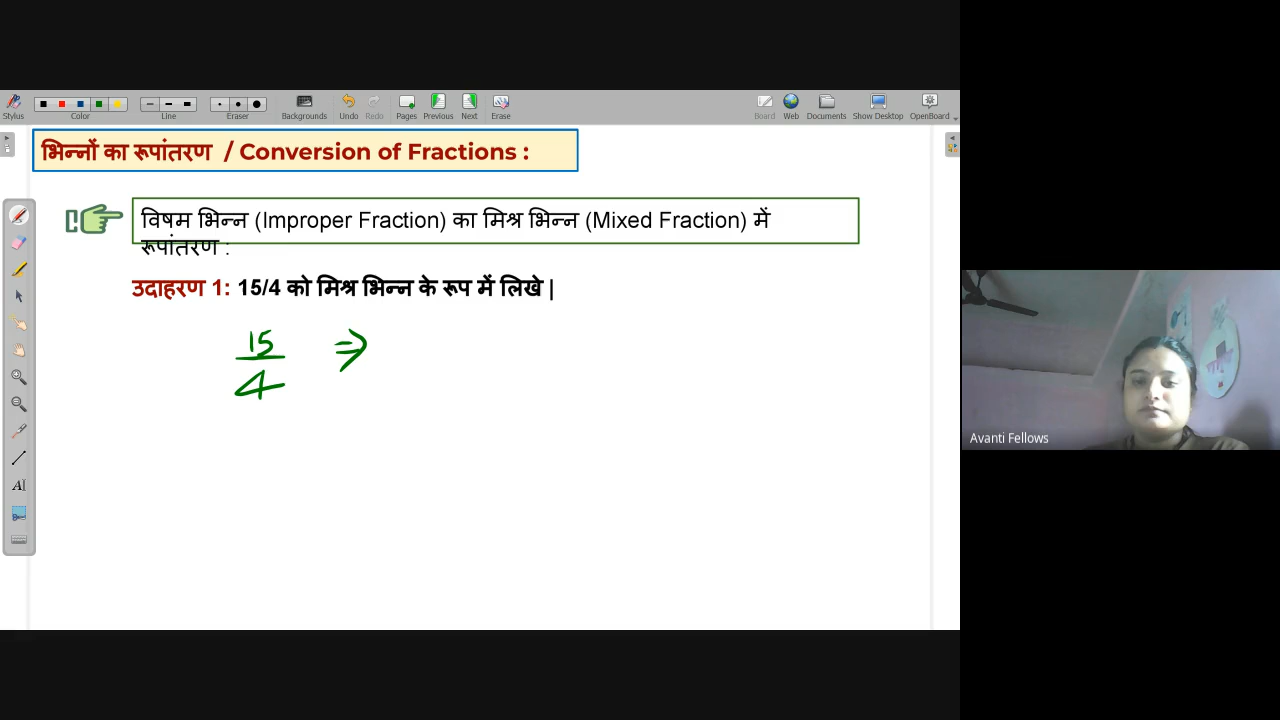 Stylus
Color
Line
Eraser
Backgrounds
Undo
Redo
Pages
Previous
Next
Erase
Board
Web
Documents
Show Desktop
OpenBoard
भिन्नों का रूपांतरण / Conversion of Fractions :
विषम भिन्न (Improper Fraction) का मिश्र भिन्न (Mixed Fraction) में
रूपांतरण :
उदाहरण 1: 15/4 को मिश्र भिन्न के रूप में लिखे |
15
4
⇒
Avanti Fellows